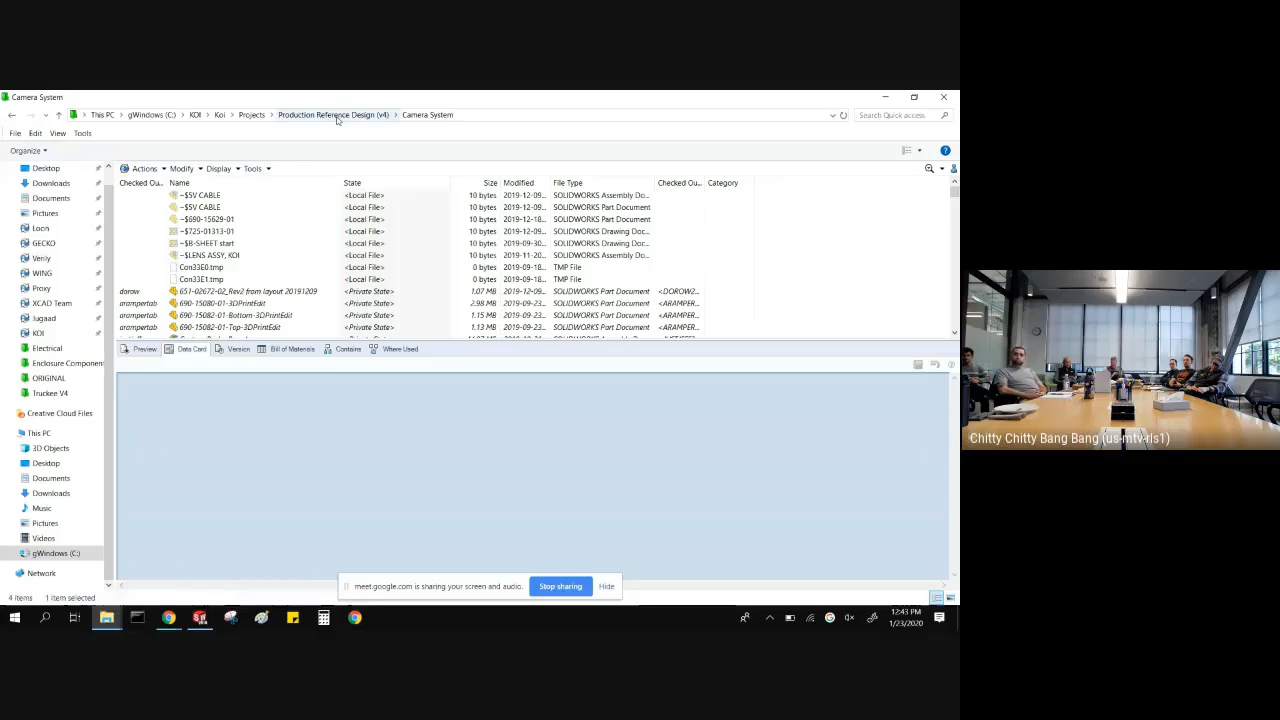 Camera System
This PC > gWindows (C:) > KOI > Koi > Projects > Production Reference Design (v4) > Camera System
Search Quick access
File Edit View Tools
Organize
Desktop
Downloads
Documents
Pictures
Loon
GECKO
Verily
WING
Proxy
XCAD Team
Jugaad
KOI
Electrical
Enclosure Component
ORIGINAL
Truckee V4
Creative Cloud Files
This PC
3D Objects
Desktop
Documents
Downloads
Music
Pictures
Videos
gWindows (C:)
Network
Actions Modify Display Tools
Checked Ou... Name State Size Modified File Type Checked Ou... Category
~$5V CABLE <Local File> 10 bytes 2019-12-09... SOLIDWORKS Assembly Do...
~$5V CABLE <Local File> 10 bytes 2019-12-09... SOLIDWORKS Part Document
~$690-15629-01 <Local File> 10 bytes 2019-12-18... SOLIDWORKS Part Document
~$725-01313-01 <Local File> 10 bytes 2019-12-09... SOLIDWORKS Drawing Doc...
~$B-SHEET start <Local File> 10 bytes 2019-09-30... SOLIDWORKS Drawing Doc...
~$LENS ASSY, KOI <Local File> 10 bytes 2019-11-20... SOLIDWORKS Assembly Do...
Con33E0.tmp <Local File> 0 bytes 2019-09-18... TMP File
Con33E1.tmp <Local File> 0 bytes 2019-09-18... TMP File
dorow 651-02672-02_Rev2 from layout 20191209 <Private State> 1.07 MB 2019-12-09... SOLIDWORKS Part Document <DOROW2...
arampertab 690-15080-01-3DPrintEdit <Private State> 2.98 MB 2019-09-23... SOLIDWORKS Part Document <ARAMPER...
arampertab 690-15082-01-Bottom-3DPrintEdit <Private State> 1.15 MB 2019-09-23... SOLIDWORKS Part Document <ARAMPER...
arampertab 690-15082-01-Top-3DPrintEdit <Private State> 1.13 MB 2019-09-23... SOLIDWORKS Part Document <ARAMPER...
Preview Data Card Version Bill of Materials Contains Where Used
meet.google.com is sharing your screen and audio. Stop sharing Hide
4 items 1 item selected
12:43 PM
1/23/2020
Chitty Chitty Bang Bang (us-mtv-rls1)